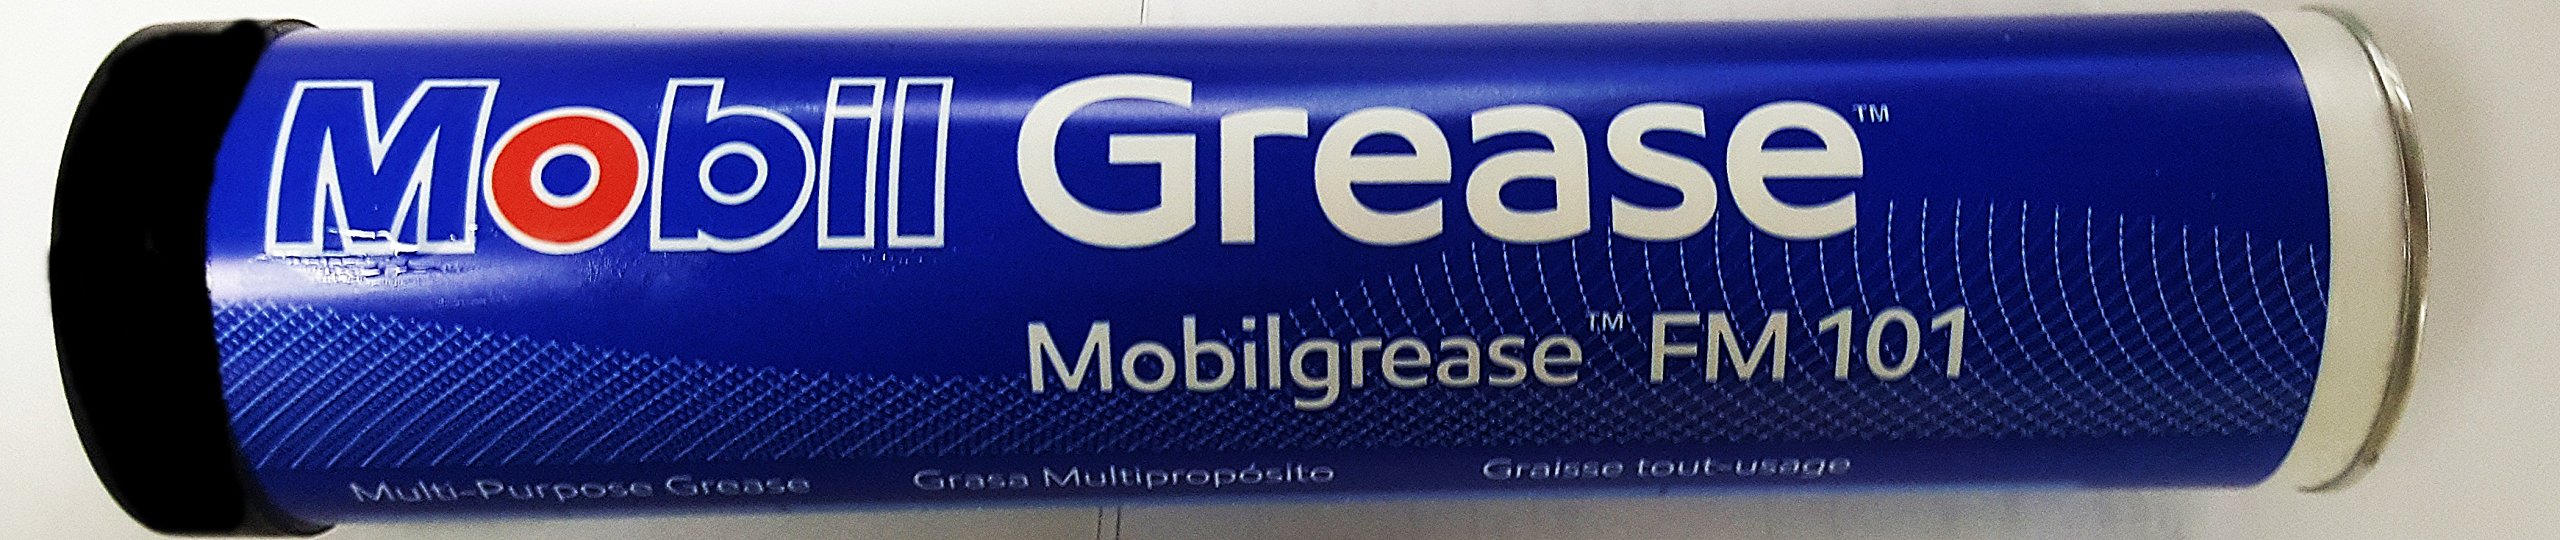 Mobil Grease™
Mobilgrease™ FM 101
Multi-Purpose Grease Grasa Multipropósito Graisse tout-usage